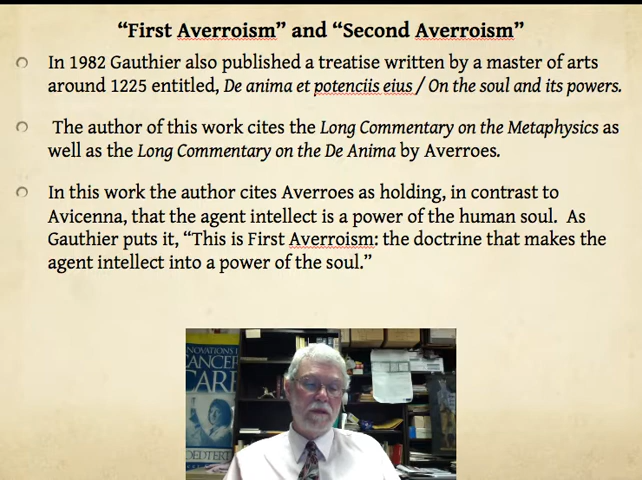 “First Averroism” and “Second Averroism”
In 1982 Gauthier also published a treatise written by a master of arts
around 1225 entitled, De anima et potenciis eius / On the soul and its powers.
The author of this work cites the Long Commentary on the Metaphysics as
well as the Long Commentary on the De Anima by Averroes.
In this work the author cites Averroes as holding, in contrast to
Avicenna, that the agent intellect is a power of the human soul. As
Gauthier puts it, “This is First Averroism: the doctrine that makes the
agent intellect into a power of the soul.”
CANCER
CARE